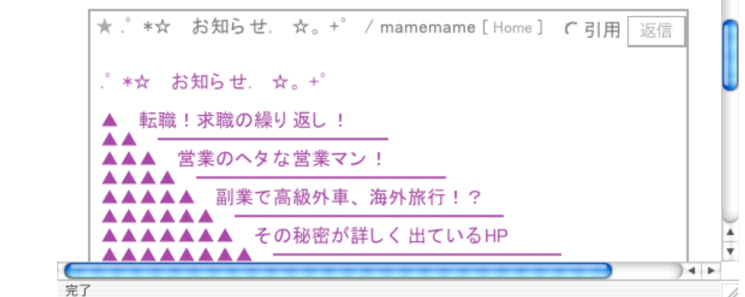 ★.゜*☆　お知らせ.　☆。+゜ / mamemame [ Home ]　引用　返信
.゜*☆　お知らせ.　☆。+゜
▲　転職！求職の繰り返し！
▲▲　━━━━━━━━━━━━
▲▲▲　営業のヘタな営業マン！
▲▲▲▲　━━━━━━━━━━━━━
▲▲▲▲▲　副業で高級外車、海外旅行！？
▲▲▲▲▲▲　━━━━━━━━━━━━━━
▲▲▲▲▲▲▲　その秘密が詳しく出ているHP
▲▲▲▲▲▲▲▲　━━━━━━━━━━━━━━━
完了